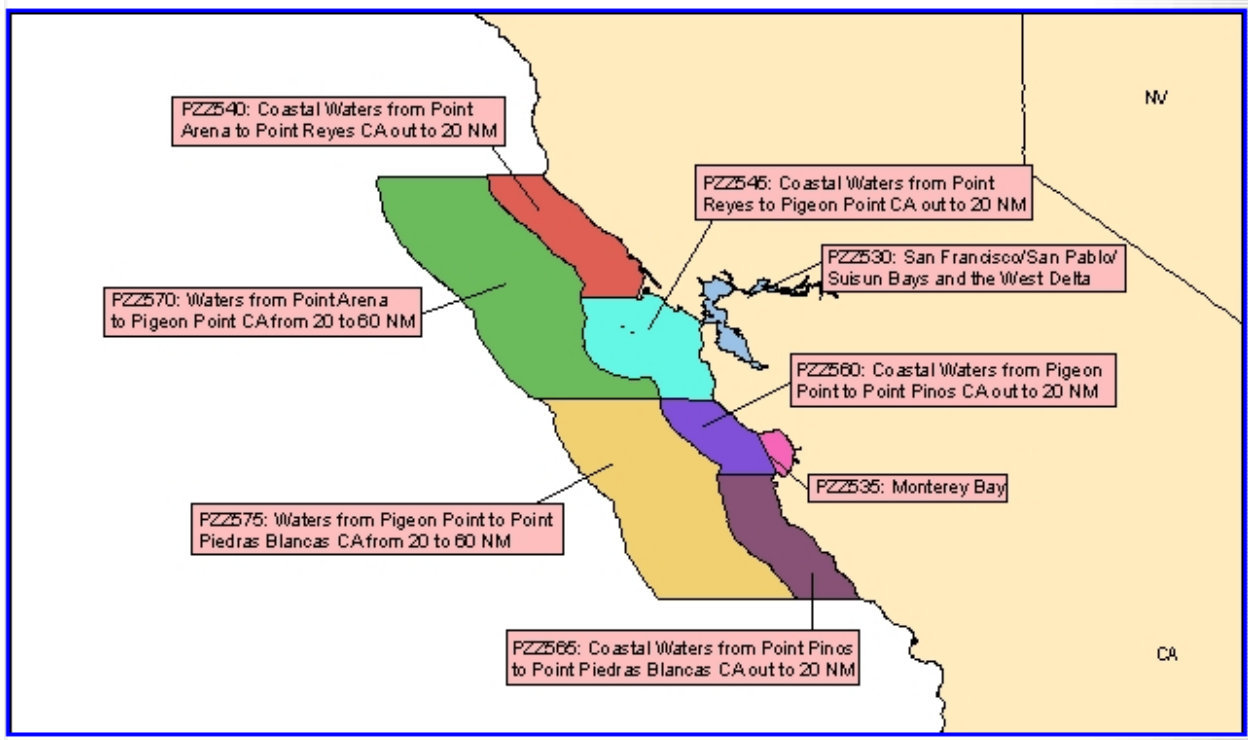 PZZ540: Coastal Waters from Point
Arena to Point Reyes CA out to 20 NM
NV
PZZ545: Coastal Waters from Point
Reyes to Pigeon Point CA out to 20 NM
PZZ530: San Francisco/San Pablo/
Suisun Bays and the West Delta
PZZ570: Waters from Point Arena
to Pigeon Point CA from 20 to 60 NM
PZZ560: Coastal Waters from Pigeon
Point to Point Pinos CA out to 20 NM
PZZ535: Monterey Bay
PZZ575: Waters from Pigeon Point to Point
Piedras Blancas CA from 20 to 60 NM
PZZ565: Coastal Waters from Point Pinos
to Point Piedras Blancas CA out to 20 NM
CA